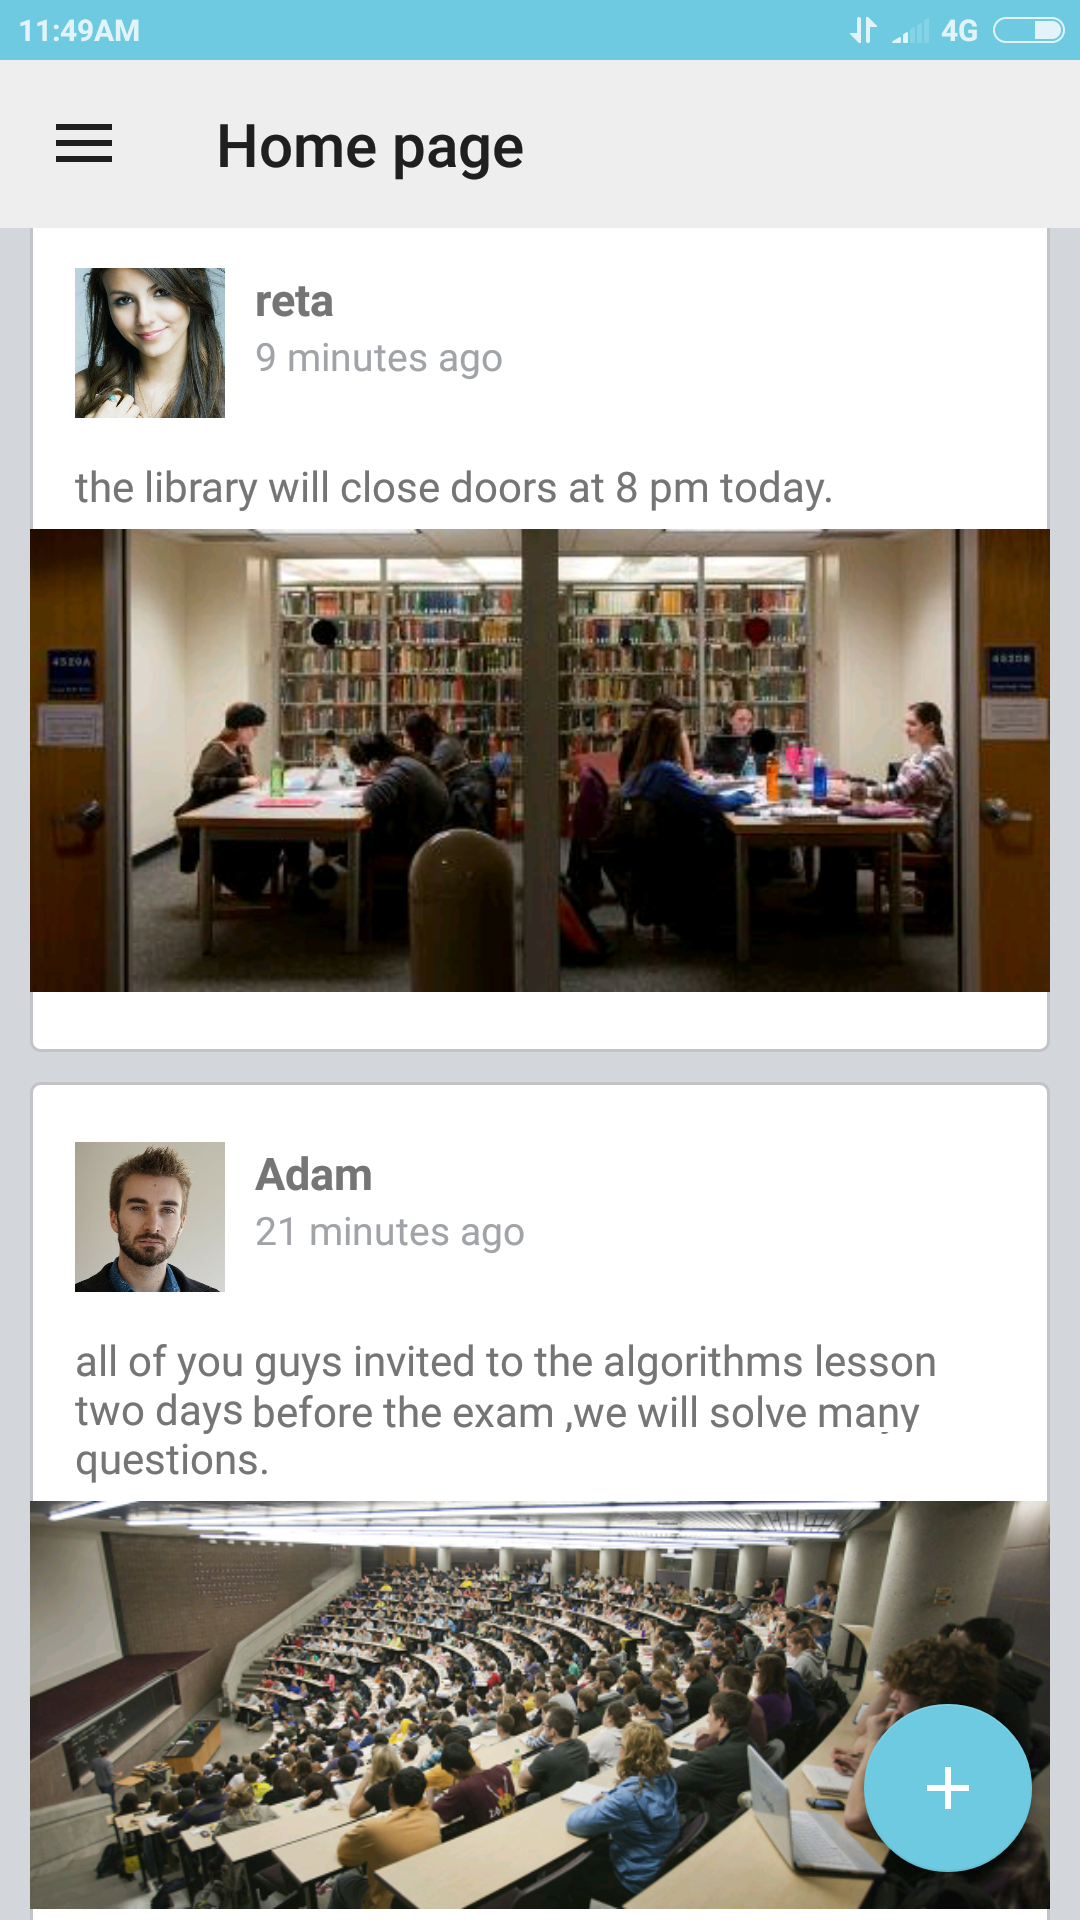 11:49AM
4G
Home page
reta
9 minutes ago
the library will close doors at 8 pm today.
4520A
Adam
21 minutes ago
all of you guys invited to the algorithms lesson
two days before the exam ,we will solve many
questions.